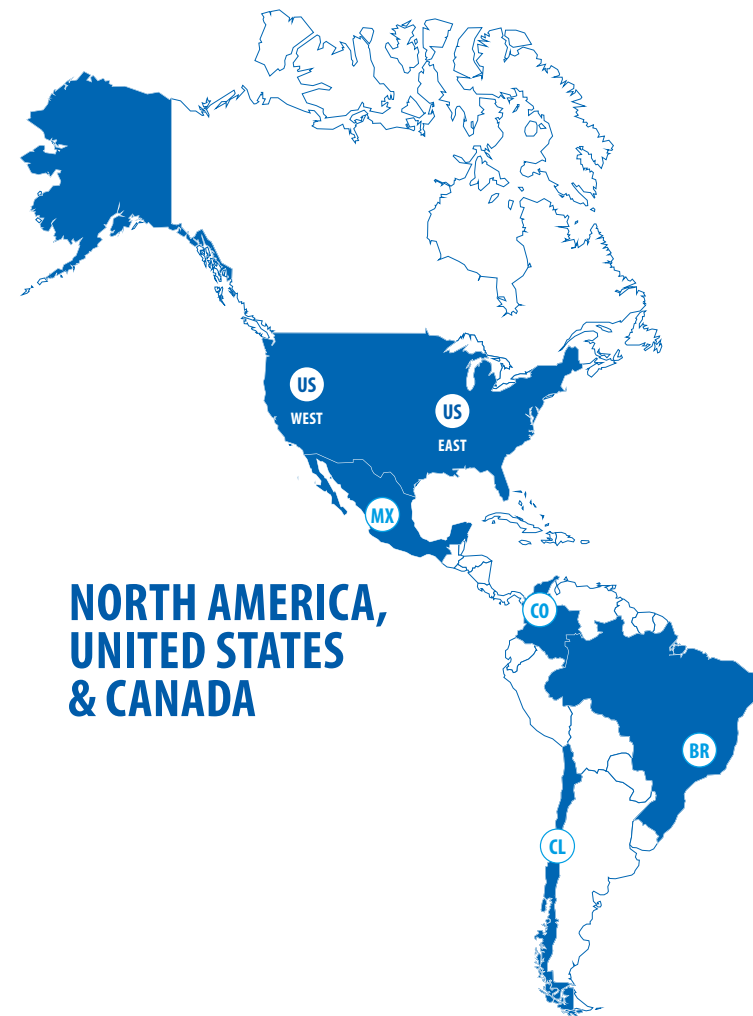 US
WEST
US
EAST
MX
NORTH AMERICA,
UNITED STATES
& CANADA
CO
BR
CL